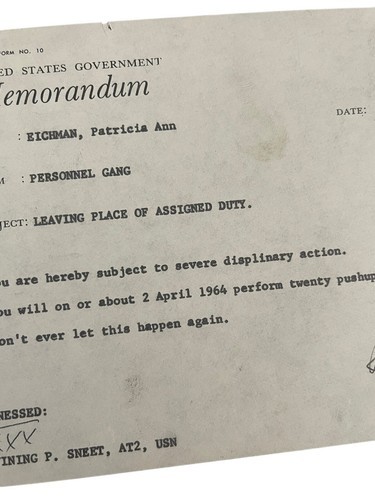 FORM NO. 10
ED STATES GOVERNMENT
Memorandum
DATE:
: EICHMAN, Patricia Ann
M : PERSONNEL GANG
JECT: LEAVING PLACE OF ASSIGNED DUTY.
ou are hereby subject to severe displinary action.
ou will on or about 2 April 1964 perform twenty pushup
on't ever let this happen again.
NESSED:
XXX
INING P. SNEET, AT2, USN